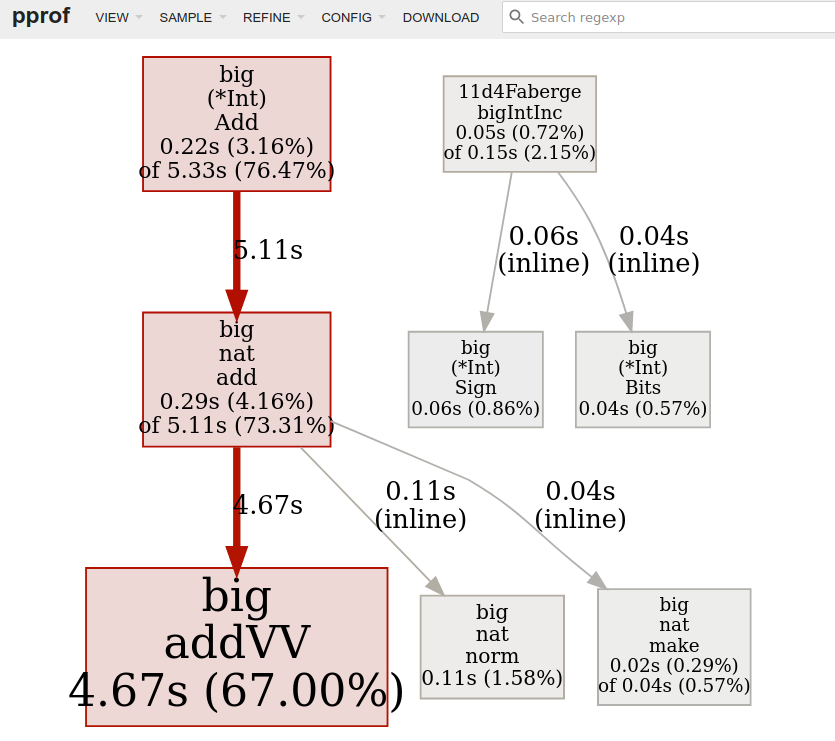 pprof VIEW SAMPLE REFINE CONFIG DOWNLOAD Search regexp
big
(*Int)
Add
0.22s (3.16%)
of 5.33s (76.47%)
11d4Faberge
bigIntInc
0.05s (0.72%)
of 0.15s (2.15%)
5.11s
0.06s
(inline)
0.04s
(inline)
big
nat
add
0.29s (4.16%)
of 5.11s (73.31%)
big
(*Int)
Sign
0.06s (0.86%)
big
(*Int)
Bits
0.04s (0.57%)
4.67s
0.11s
(inline)
0.04s
(inline)
big
addVV
4.67s (67.00%)
big
nat
norm
0.11s (1.58%)
big
nat
make
0.02s (0.29%)
of 0.04s (0.57%)